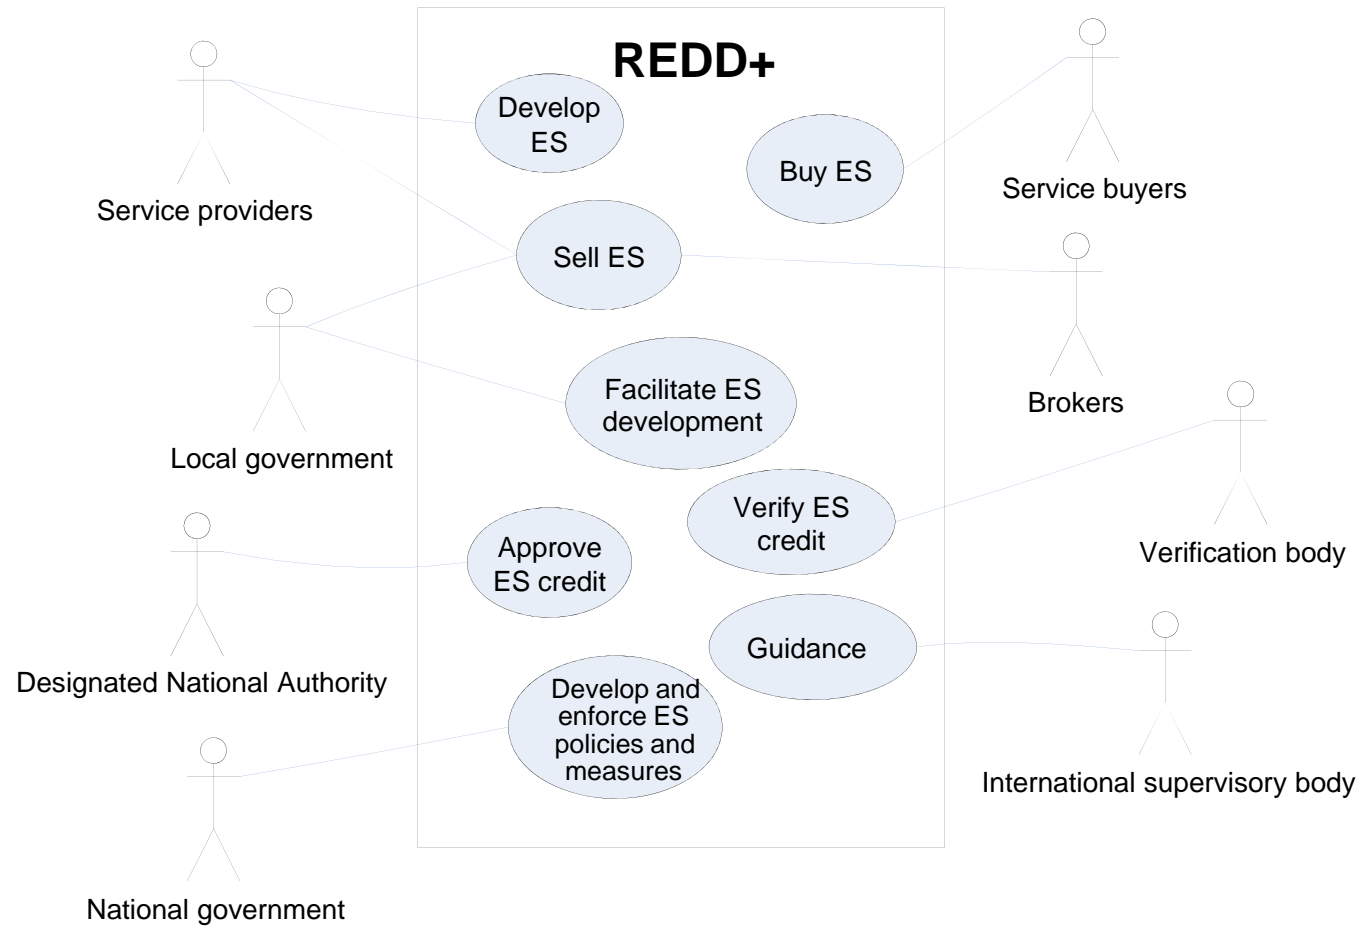 REDD+
Develop
ES
Buy ES
Service buyers
Service providers
Sell ES
Facilitate ES
development
Brokers
Local government
Verify ES
credit
Approve
ES credit
Verification body
Guidance
Designated National Authority
Develop and
enforce ES
policies and
measures
International supervisory body
National government